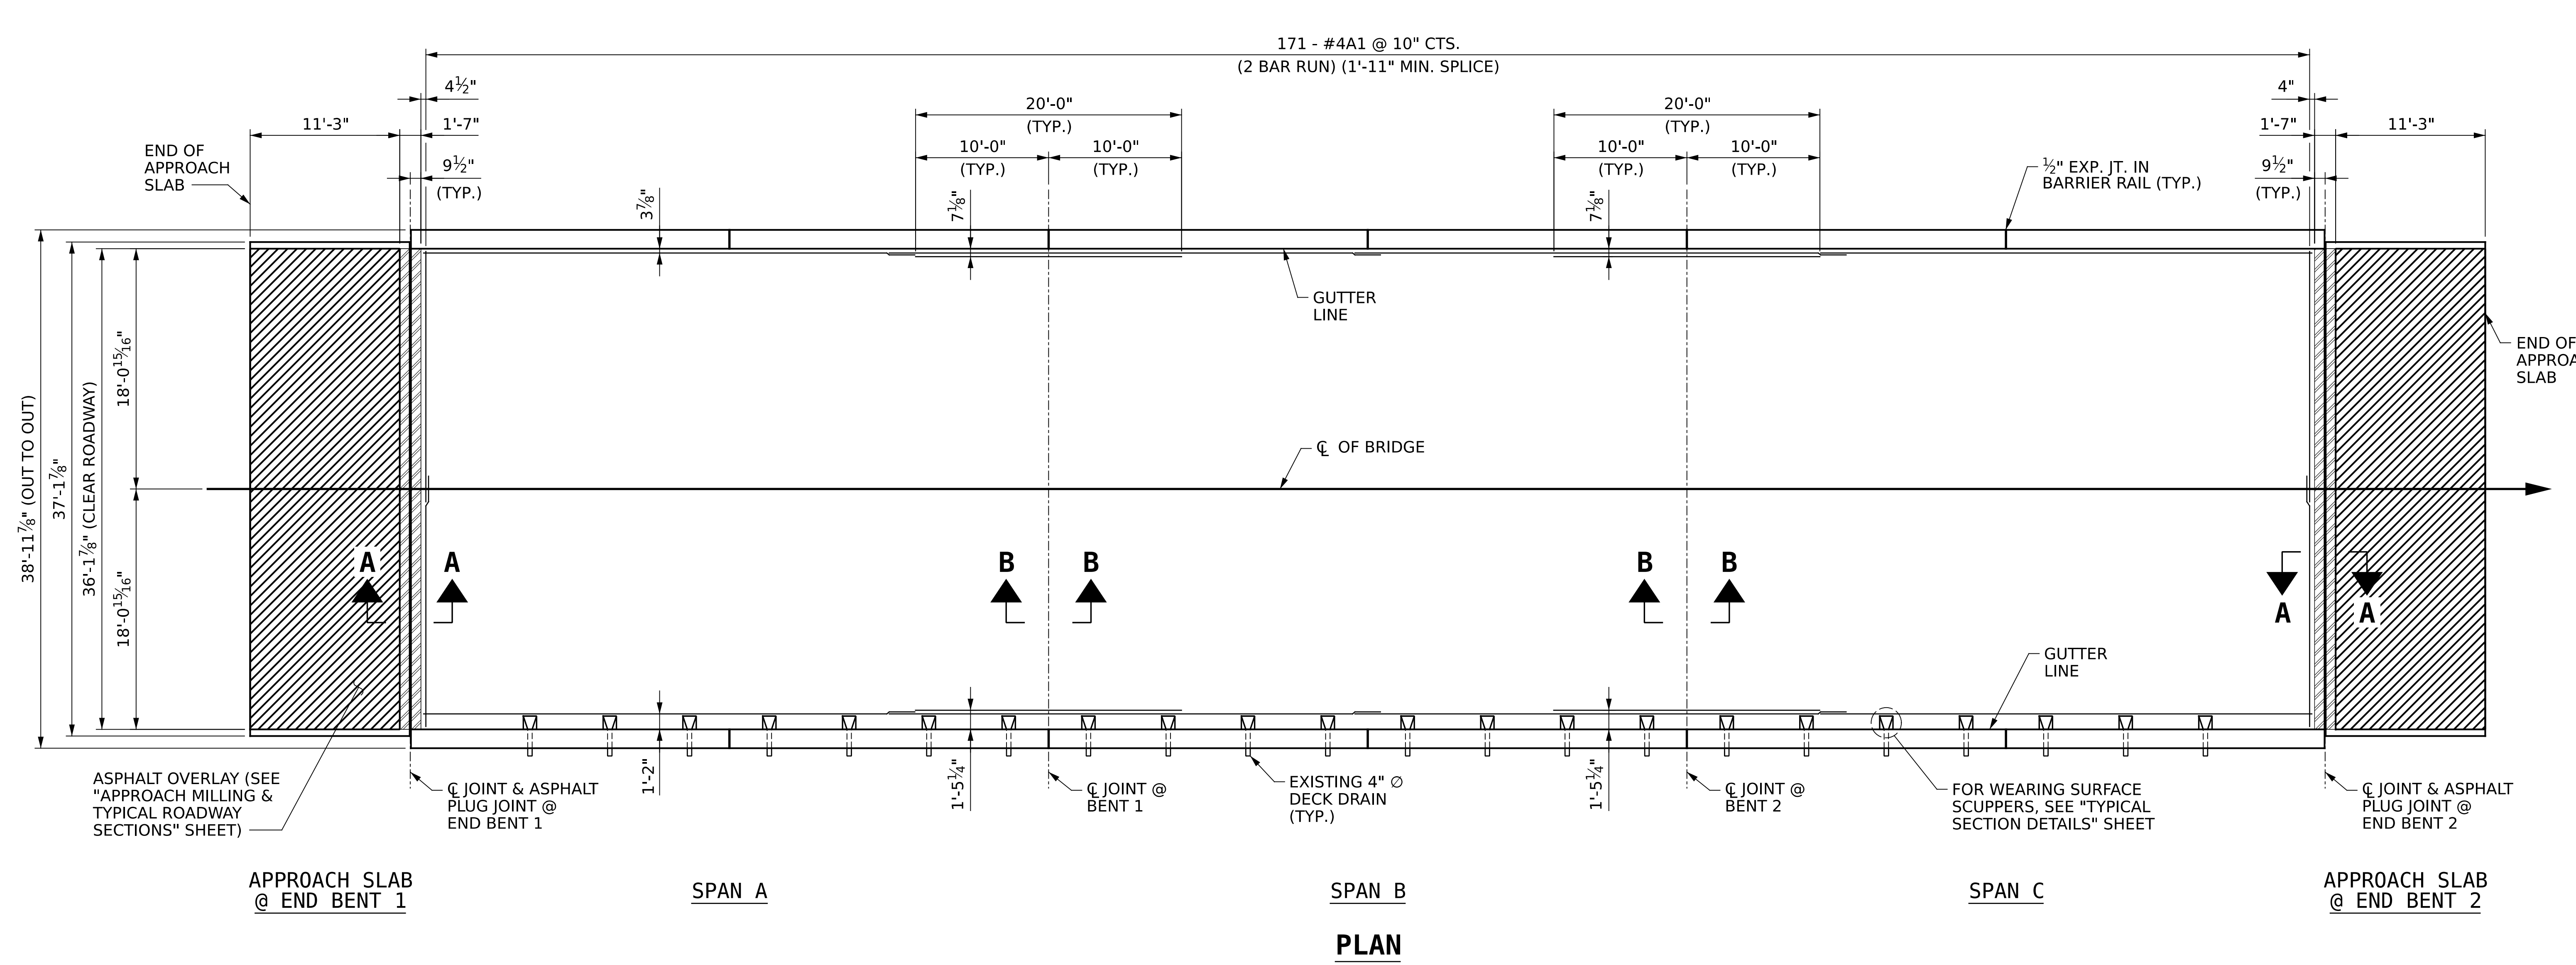 171 - #4A1 @ 10" CTS.
(2 BAR RUN) (1'-11" MIN. SPLICE)
4½"
20'-0"
(TYP.)
20'-0"
(TYP.)
4"
11'-3"
1'-7"
1'-7"
11'-3"
END OF
APPROACH
SLAB
9½"
(TYP.)
10'-0"
(TYP.)
10'-0"
(TYP.)
10'-0"
(TYP.)
10'-0"
(TYP.)
½" EXP. JT. IN
BARRIER RAIL (TYP.)
9½"
(TYP.)
3⅞"
7⅛"
7⅛"
GUTTER
LINE
END OF
APPROA
SLAB
38'-11⅞" (OUT TO OUT)
37'-1⅞"
36'-1⅞" (CLEAR ROADWAY)
18'-0¹⁵⁄₁₆"
18'-0¹⁵⁄₁₆"
℄ OF BRIDGE
A
A
B
B
B
B
A
A
GUTTER
LINE
1'-2"
1'-5¼"
1'-5¼"
ASPHALT OVERLAY (SEE
"APPROACH MILLING &
TYPICAL ROADWAY
SECTIONS" SHEET)
℄ JOINT & ASPHALT
PLUG JOINT @
END BENT 1
℄ JOINT @
BENT 1
EXISTING 4" ∅
DECK DRAIN
(TYP.)
℄ JOINT @
BENT 2
FOR WEARING SURFACE
SCUPPERS, SEE "TYPICAL
SECTION DETAILS" SHEET
℄ JOINT & ASPHALT
PLUG JOINT @
END BENT 2
APPROACH SLAB
@ END BENT 1
SPAN A
SPAN B
SPAN C
APPROACH SLAB
@ END BENT 2
PLAN